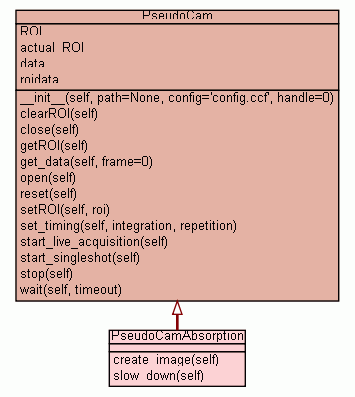 PseudoCam
ROI
actual_ROI
data
roidata
__init__(self, path=None, config='config.ccf', handle=0)
clearROI(self)
close(self)
getROI(self)
get_data(self, frame=0)
open(self)
reset(self)
setROI(self, roi)
set_timing(self, integration, repetition)
start_live_acquisition(self)
start_singleshot(self)
stop(self)
wait(self, timeout)
PseudoCamAbsorption
create_image(self)
slow_down(self)